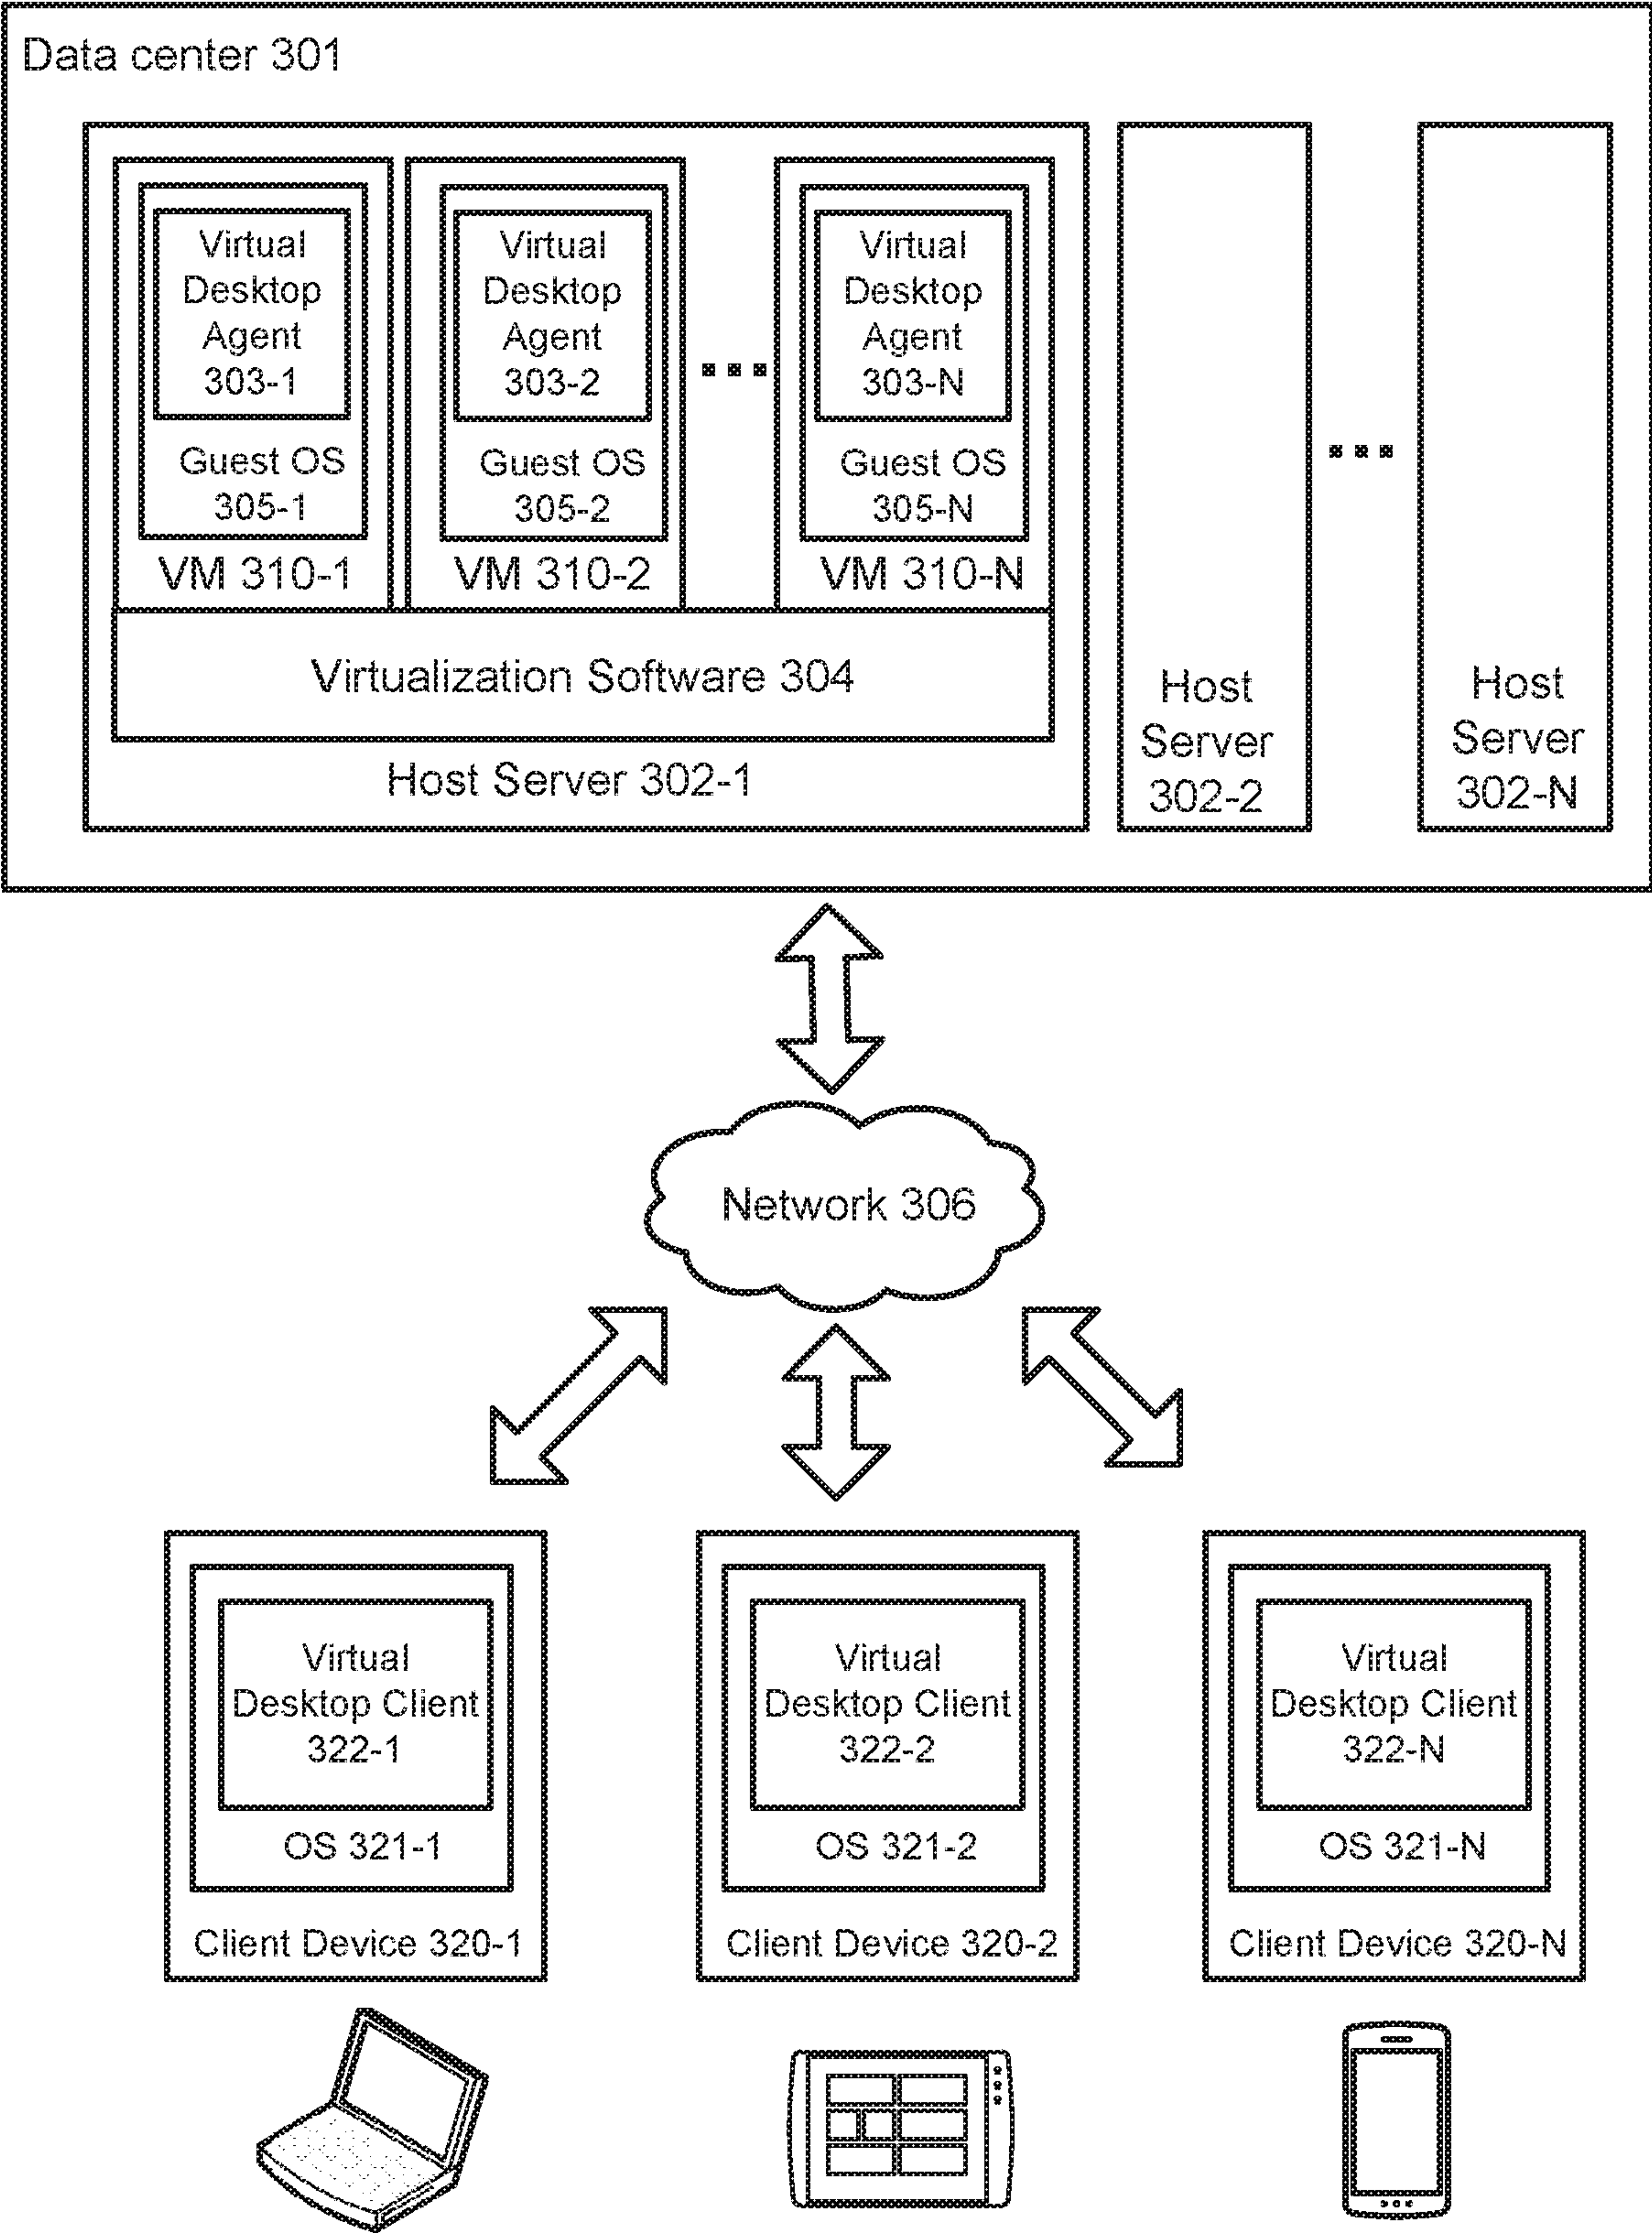 Data center 301
Virtual
Desktop
Agent
303-1
Guest OS
305-1
VM 310-1
Virtual
Desktop
Agent
303-2
Guest OS
305-2
VM 310-2
Virtual
Desktop
Agent
303-N
Guest OS
305-N
VM 310-N
Virtualization Software 304
Host Server 302-1
Host
Server
302-2
Host
Server
302-N
Network 306
Virtual
Desktop Client
322-1
OS 321-1
Client Device 320-1
Virtual
Desktop Client
322-2
OS 321-2
Client Device 320-2
Virtual
Desktop Client
322-N
OS 321-N
Client Device 320-N